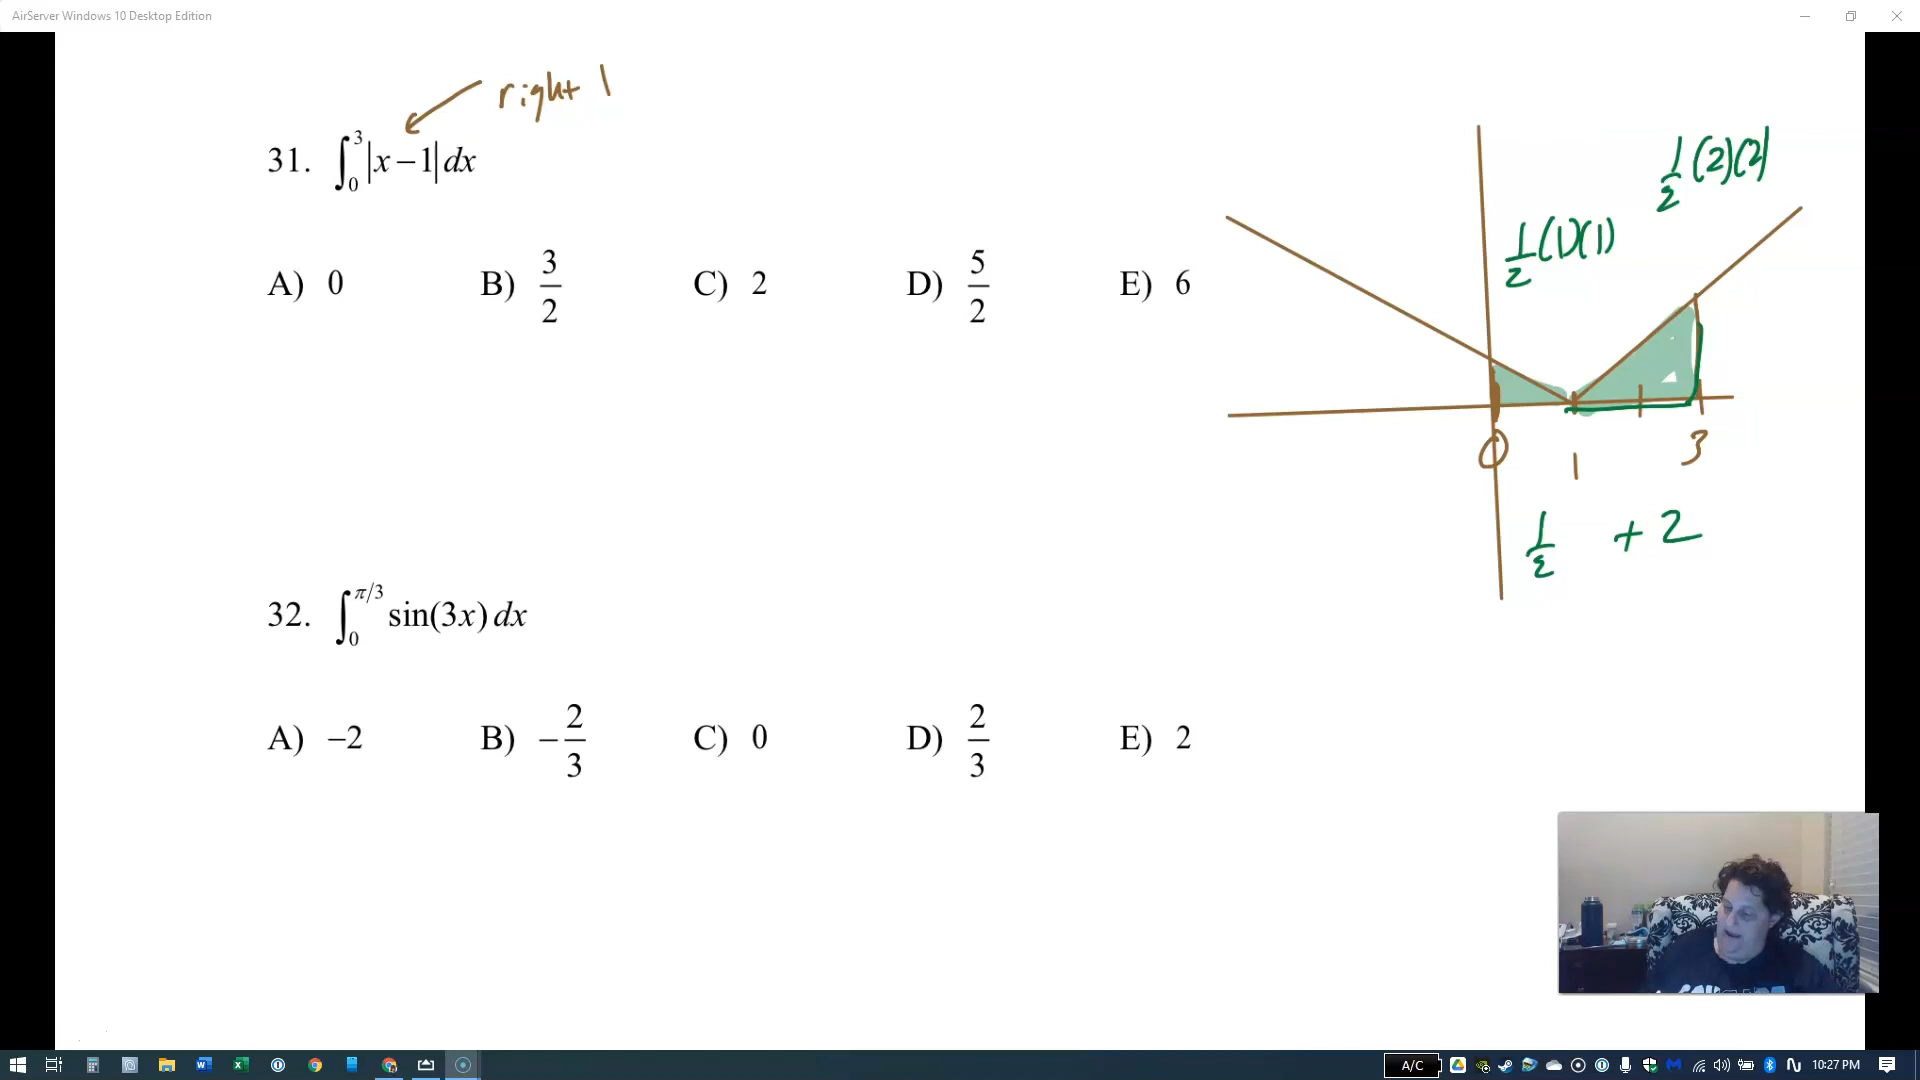 AirServer Windows 10 Desktop Edition
right 1
31. ∫₀³ |x − 1| dx
A) 0 B) 3/2 C) 2 D) 5/2 E) 6
1/2 (1)(1)
1/2 (2)(2)
0 1 3
1/2 + 2
32. ∫₀^(π/3) sin(3x) dx
A) −2 B) −2/3 C) 0 D) 2/3 E) 2
A/C
10:27 PM